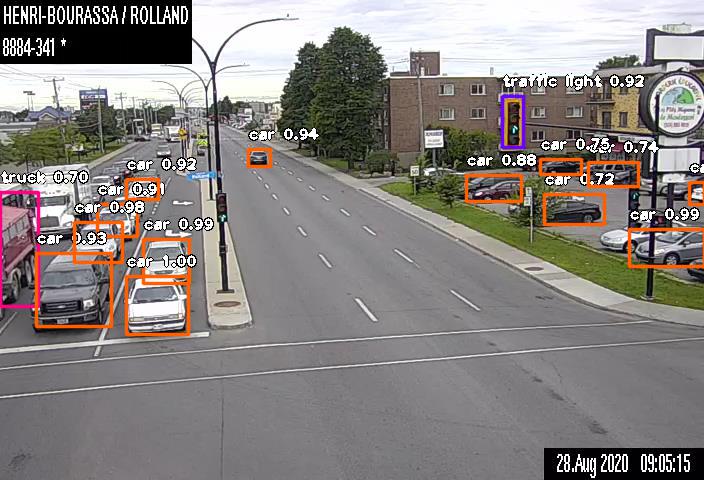 HENRI-BOURASSA / ROLLAND
8884-341 *
traffic light 0.92
car 0.94
car 0.75
car 0.74
car 0.88
car 0.92
truck 0.70
car 0.91
car 0.72
car 0.98
car 0.99
car 0.99
car 0.93
car 1.00
28.Aug 2020 09:05:15